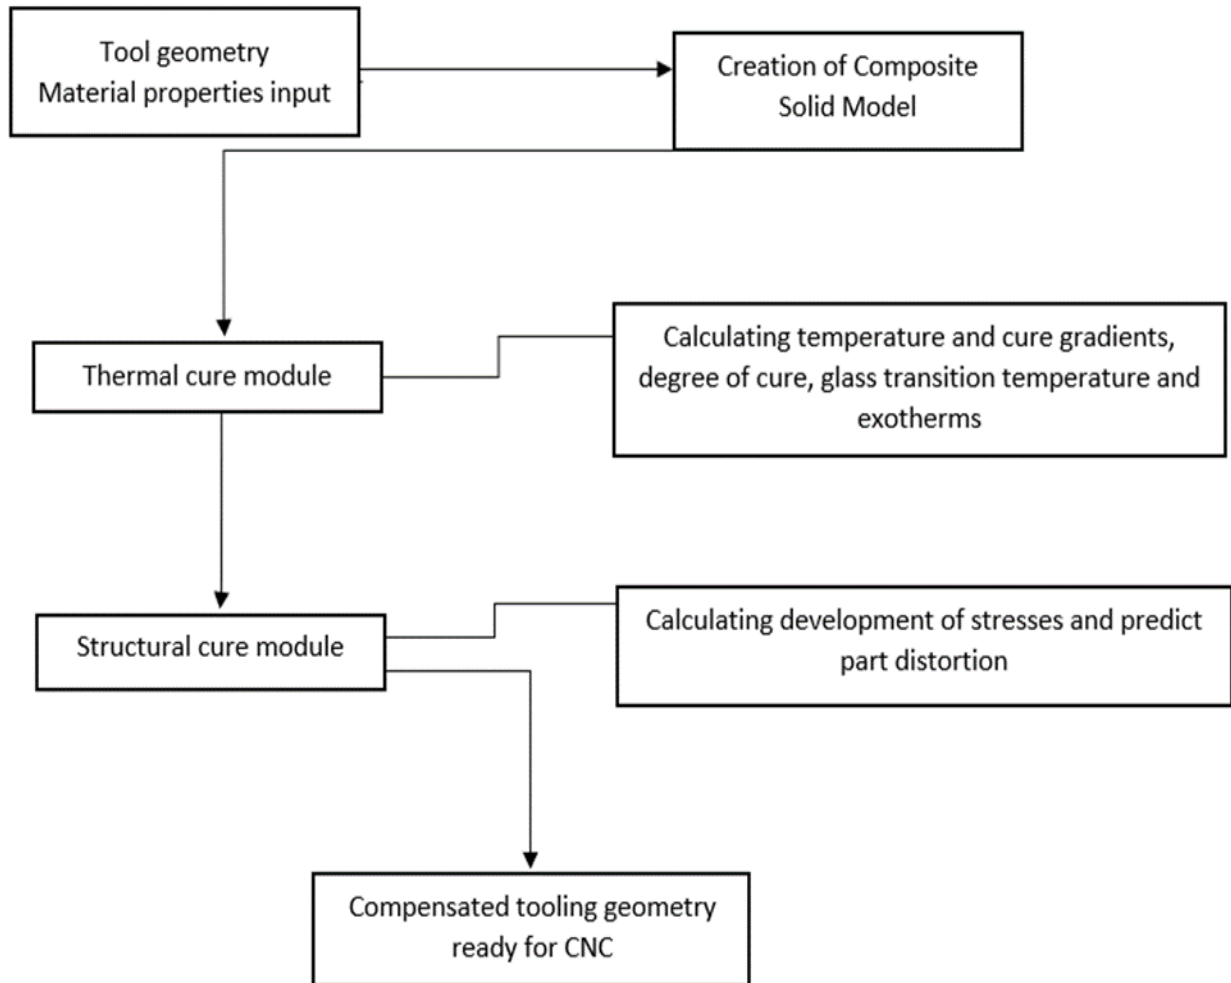 Tool geometry
Material properties input
Creation of Composite
Solid Model
Thermal cure module
Calculating temperature and cure gradients,
degree of cure, glass transition temperature and
exotherms
Structural cure module
Calculating development of stresses and predict
part distortion
Compensated tooling geometry
ready for CNC